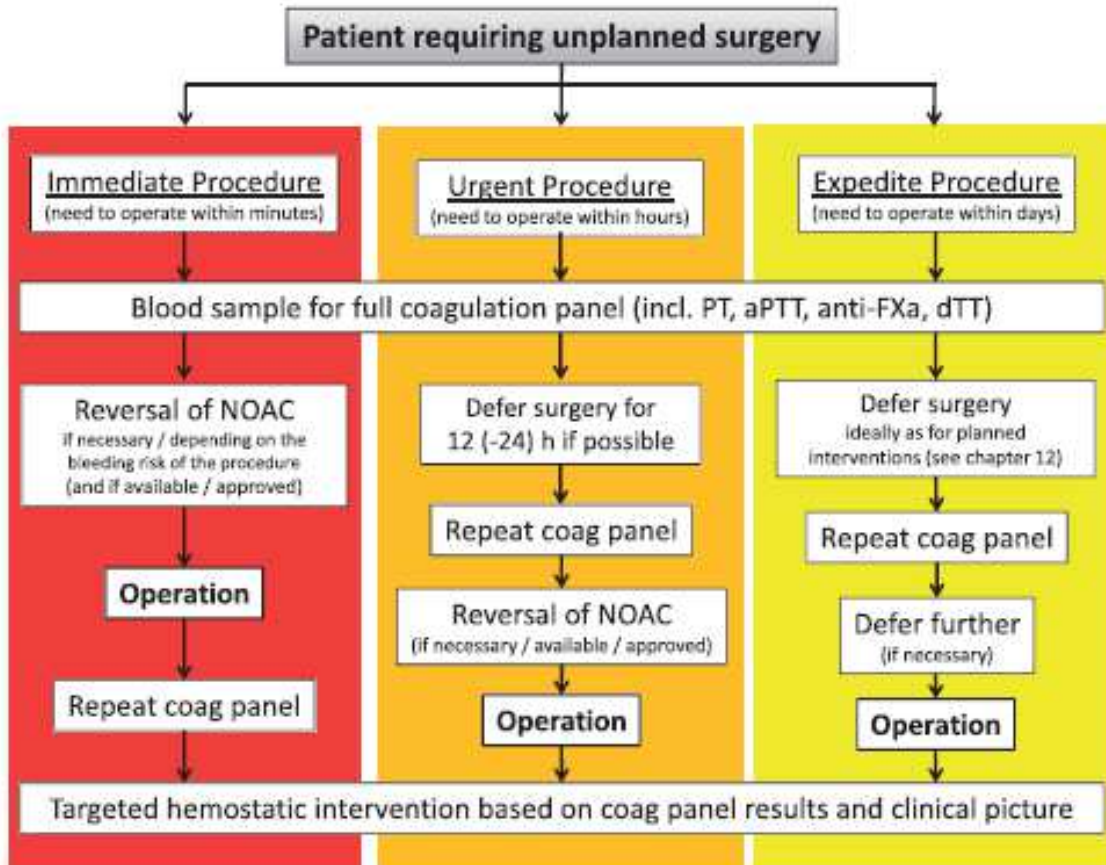 Patient requiring unplanned surgery
Immediate Procedure
(need to operate within minutes)
Urgent Procedure
(need to operate within hours)
Expedite Procedure
(need to operate within days)
Blood sample for full coagulation panel (incl. PT, aPTT, anti-FXa, dTT)
Reversal of NOAC
if necessary / depending on the
bleeding risk of the procedure
(and if available / approved)
Operation
Repeat coag panel
Defer surgery for
12 (-24) h if possible
Repeat coag panel
Reversal of NOAC
(if necessary / available / approved)
Operation
Defer surgery
ideally as for planned
interventions (see chapter 12)
Repeat coag panel
Defer further
(if necessary)
Operation
Targeted hemostatic intervention based on coag panel results and clinical picture